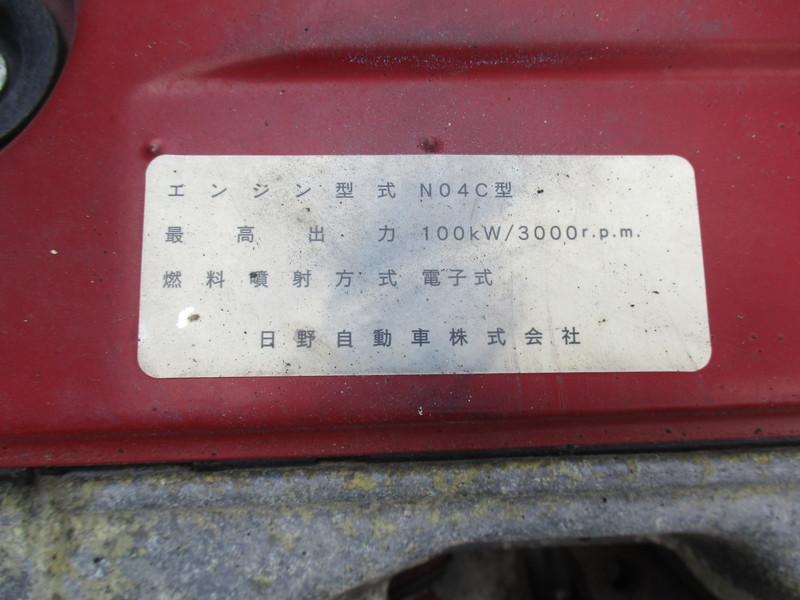 エンジン型式 N04C型
最高出力 100kW/3000r.p.m.
燃料噴射方式 電子式
日野自動車株式会社